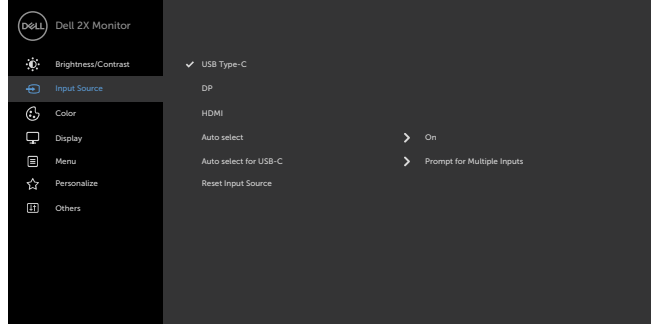 DELL Dell 2X Monitor
Brightness/Contrast USB Type-C
Input Source DP
Color HDMI
Display Auto select On
Menu Auto select for USB-C Prompt for Multiple Inputs
Personalize Reset Input Source
Others